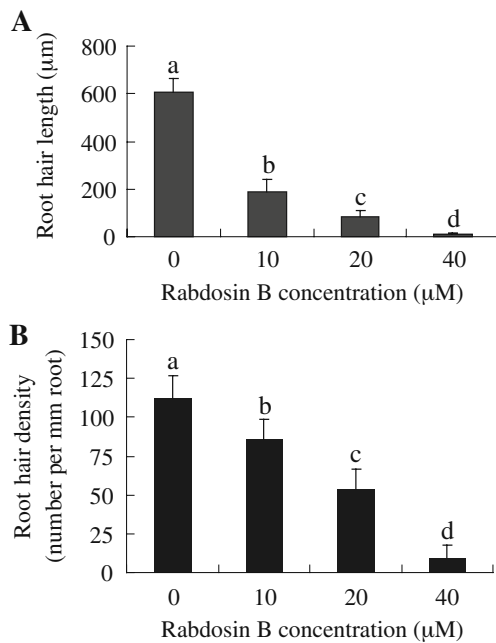 A
Root hair length (μm)
800
600
400
200
0
a
b
c
d
0 10 20 40
Rabdosin B concentration (μM)
B
Root hair density
(number per mm root)
150
125
100
75
50
25
0
a
b
c
d
0 10 20 40
Rabdosin B concentration (μM)